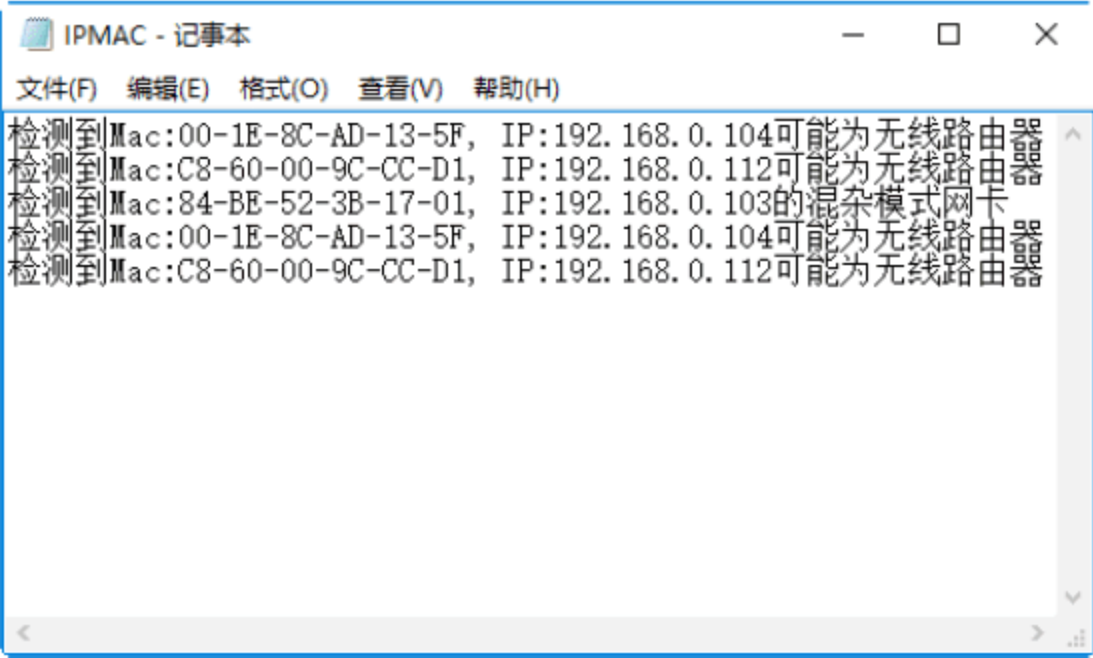 IPMAC - 记事本
文件(F) 编辑(E) 格式(O) 查看(V) 帮助(H)
检测到Mac:00-1E-8C-AD-13-5F, IP:192.168.0.104可能为无线路由器
检测到Mac:C8-60-00-9C-CC-D1, IP:192.168.0.112可能为无线路由器
检测到Mac:84-BE-52-3B-17-01, IP:192.168.0.103的混杂模式网卡
检测到Mac:00-1E-8C-AD-13-5F, IP:192.168.0.104可能为无线路由器
检测到Mac:C8-60-00-9C-CC-D1, IP:192.168.0.112可能为无线路由器